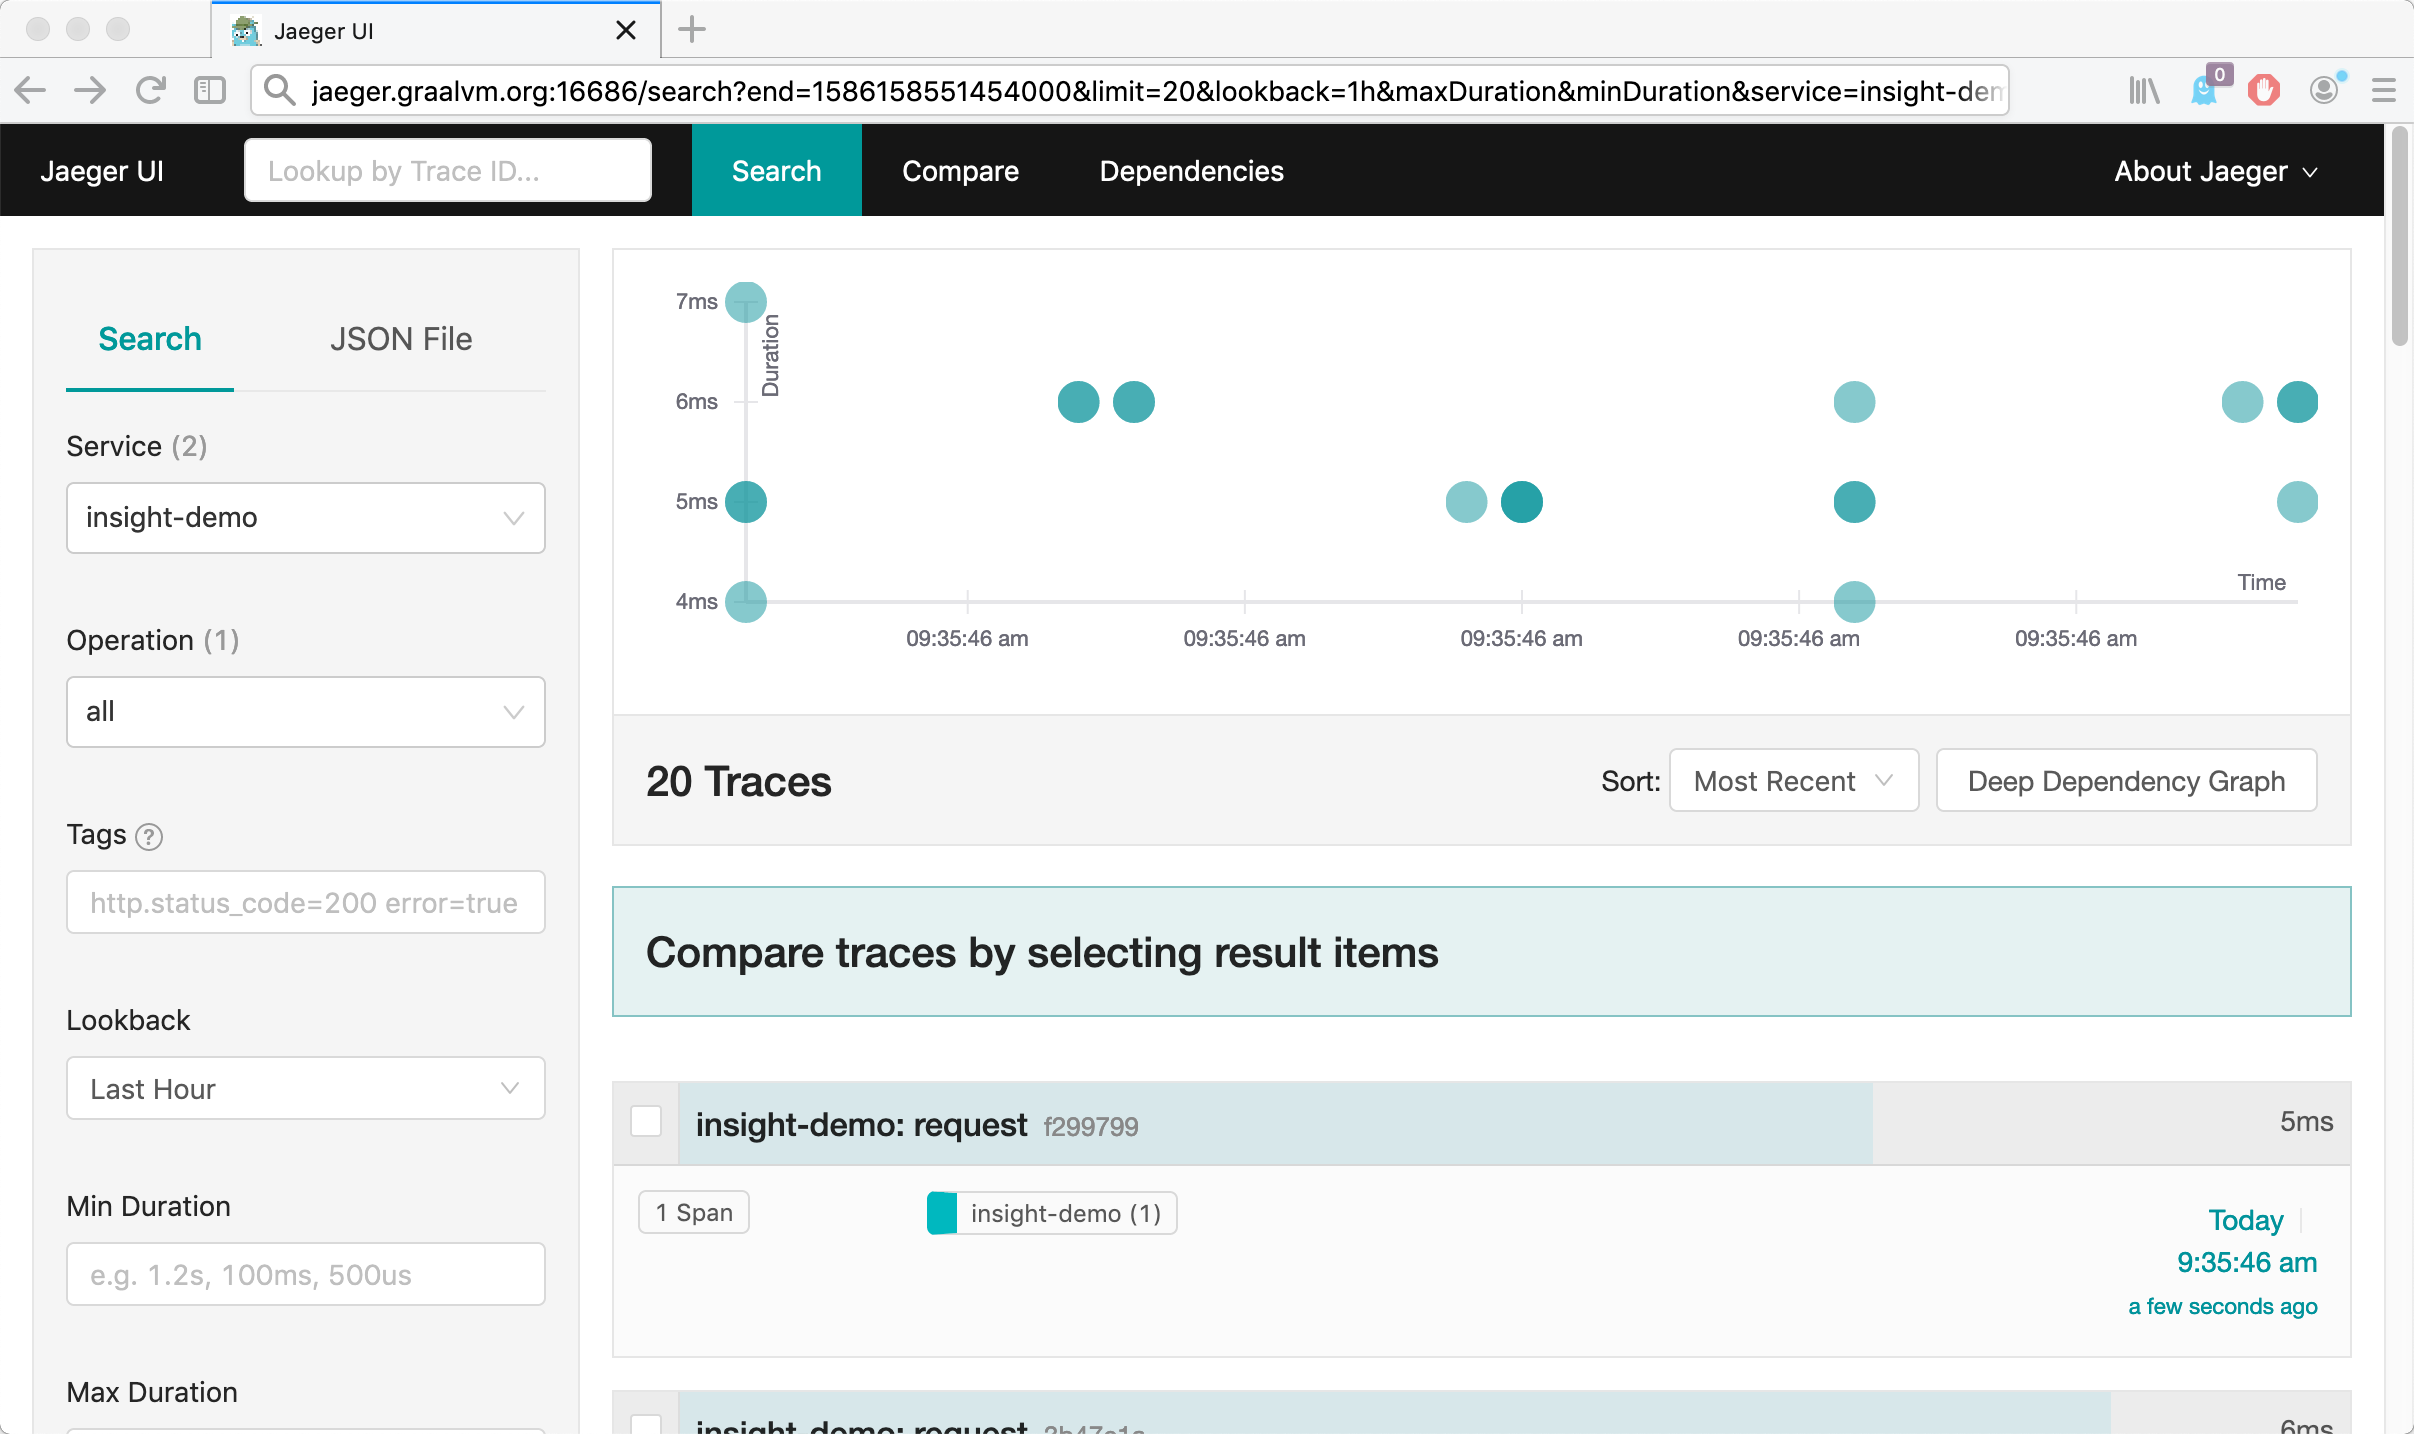 Jaeger UI
jaeger.graalvm.org:16686/search?end=1586158551454000&limit=20&lookback=1h&maxDuration&minDuration&service=insight-dem
0
Jaeger UI
Lookup by Trace ID...
Search
Compare
Dependencies
About Jaeger
Search
JSON File
Service (2)
insight-demo
Operation (1)
all
Tags ?
http.status_code=200 error=true
Lookback
Last Hour
Min Duration
e.g. 1.2s, 100ms, 500us
Max Duration
7ms
Duration
6ms
5ms
4ms
Time
09:35:46 am
09:35:46 am
09:35:46 am
09:35:46 am
09:35:46 am
20 Traces
Sort:
Most Recent
Deep Dependency Graph
Compare traces by selecting result items
insight-demo: request f299799
5ms
1 Span
insight-demo (1)
Today
9:35:46 am
a few seconds ago
insight-demo: request
6ms